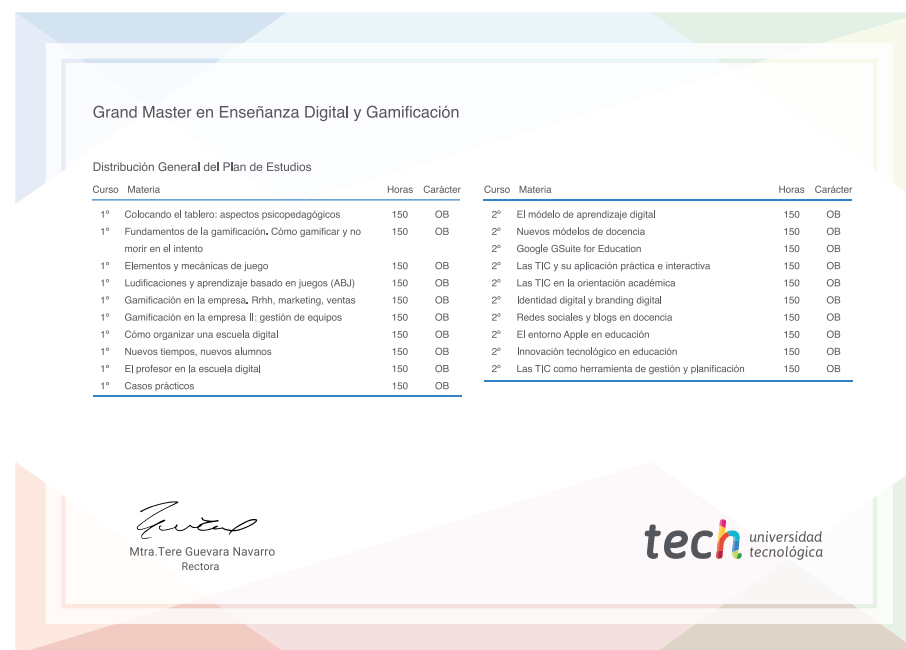 Grand Master en Enseñanza Digital y Gamificación
Distribución General del Plan de Estudios
Curso Materia Horas Carácter
1º Colocando el tablero: aspectos psicopedagógicos 150 OB
1º Fundamentos de la gamificación. Cómo gamificar y no 150 OB
morir en el intento
1º Elementos y mecánicas de juego 150 OB
1º Ludificaciones y aprendizaje basado en juegos (ABJ) 150 OB
1º Gamificación en la empresa. Rrhh, marketing, ventas 150 OB
1º Gamificación en la empresa II: gestión de equipos 150 OB
1º Cómo organizar una escuela digital 150 OB
1º Nuevos tiempos, nuevos alumnos 150 OB
1º El profesor en la escuela digital 150 OB
1º Casos prácticos 150 OB
Curso Materia Horas Carácter
2º El módelo de aprendizaje digital 150 OB
2º Nuevos módelos de docencia 150 OB
2º Google GSuite for Education 150 OB
2º Las TIC y su aplicación práctica e interactiva 150 OB
2º Las TIC en la orientación académica 150 OB
2º Identidad digital y branding digital 150 OB
2º Redes sociales y blogs en docencia 150 OB
2º El entorno Apple en educación 150 OB
2º Innovación tecnológico en educación 150 OB
2º Las TIC como herramienta de gestión y planificación 150 OB
Mtra.Tere Guevara Navarro
Rectora
tech universidad
tecnológica